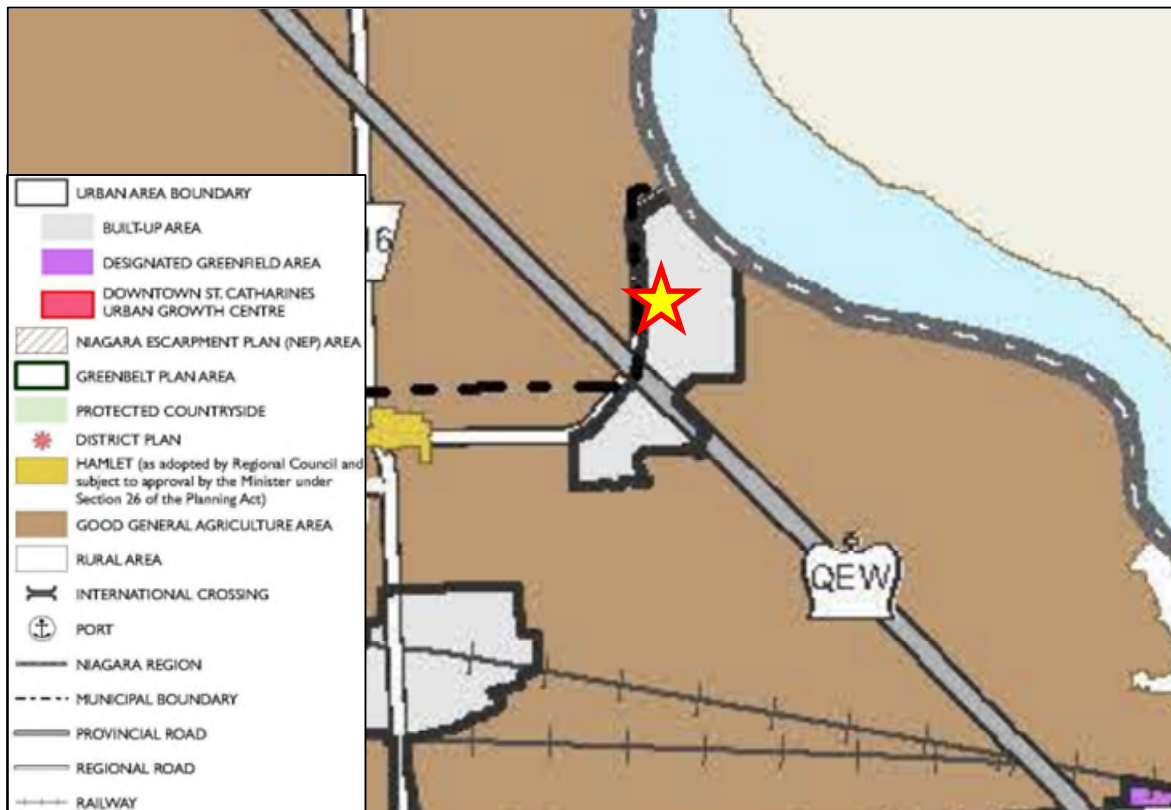 URBAN AREA BOUNDARY
BUILT-UP AREA
DESIGNATED GREENFIELD AREA
DOWNTOWN ST. CATHARINES
URBAN GROWTH CENTRE
NIAGARA ESCARPMENT PLAN (NEP) AREA
GREENBELT PLAN AREA
PROTECTED COUNTRYSIDE
DISTRICT PLAN
HAMLET (as adopted by Regional Council and
subject to approval by the Minister under
Section 26 of the Planning Act)
GOOD GENERAL AGRICULTURE AREA
RURAL AREA
INTERNATIONAL CROSSING
PORT
NIAGARA REGION
MUNICIPAL BOUNDARY
PROVINCIAL ROAD
REGIONAL ROAD
RAILWAY
QEW